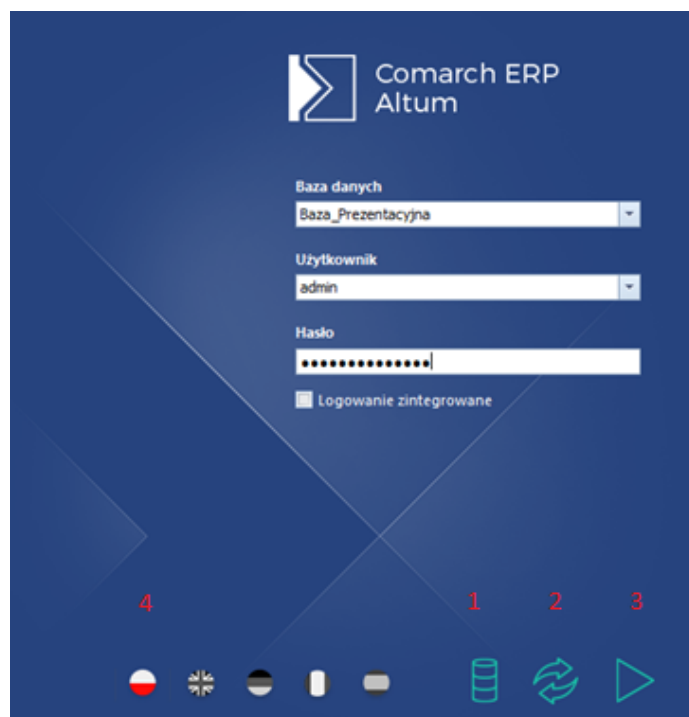 Comarch ERP
Altum
Baza danych
Baza_Prezentacyjna
Użytkownik
admin
Hasło
Logowanie zintegrowane
4 1 2 3